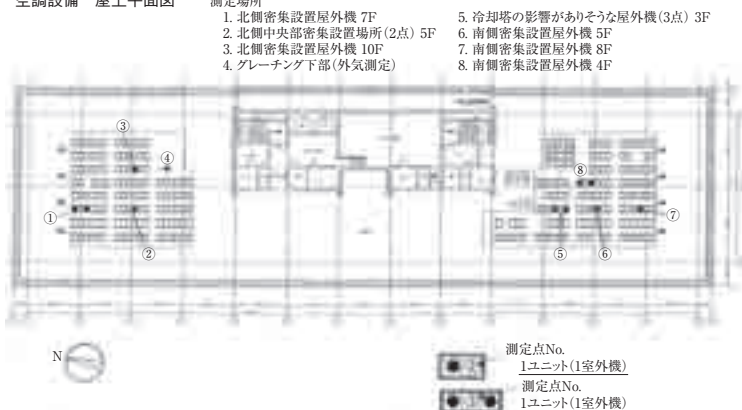 空調設備 屋上平面図
測定場所
1. 北側密集設置屋外機 7F
2. 北側中央部密集設置場所(2点) 5F
3. 北側密集設置屋外機 10F
4. グレーチング下部(外気測定)
5. 冷却塔の影響がありそうな屋外機(3点) 3F
6. 南側密集設置屋外機 5F
7. 南側密集設置屋外機 8F
8. 南側密集設置屋外機 4F
③
④
⑧
①
⑦
②
⑤
⑥
N
測定点No.
1ユニット(1室外機)
測定点No.
1ユニット(1室外機)